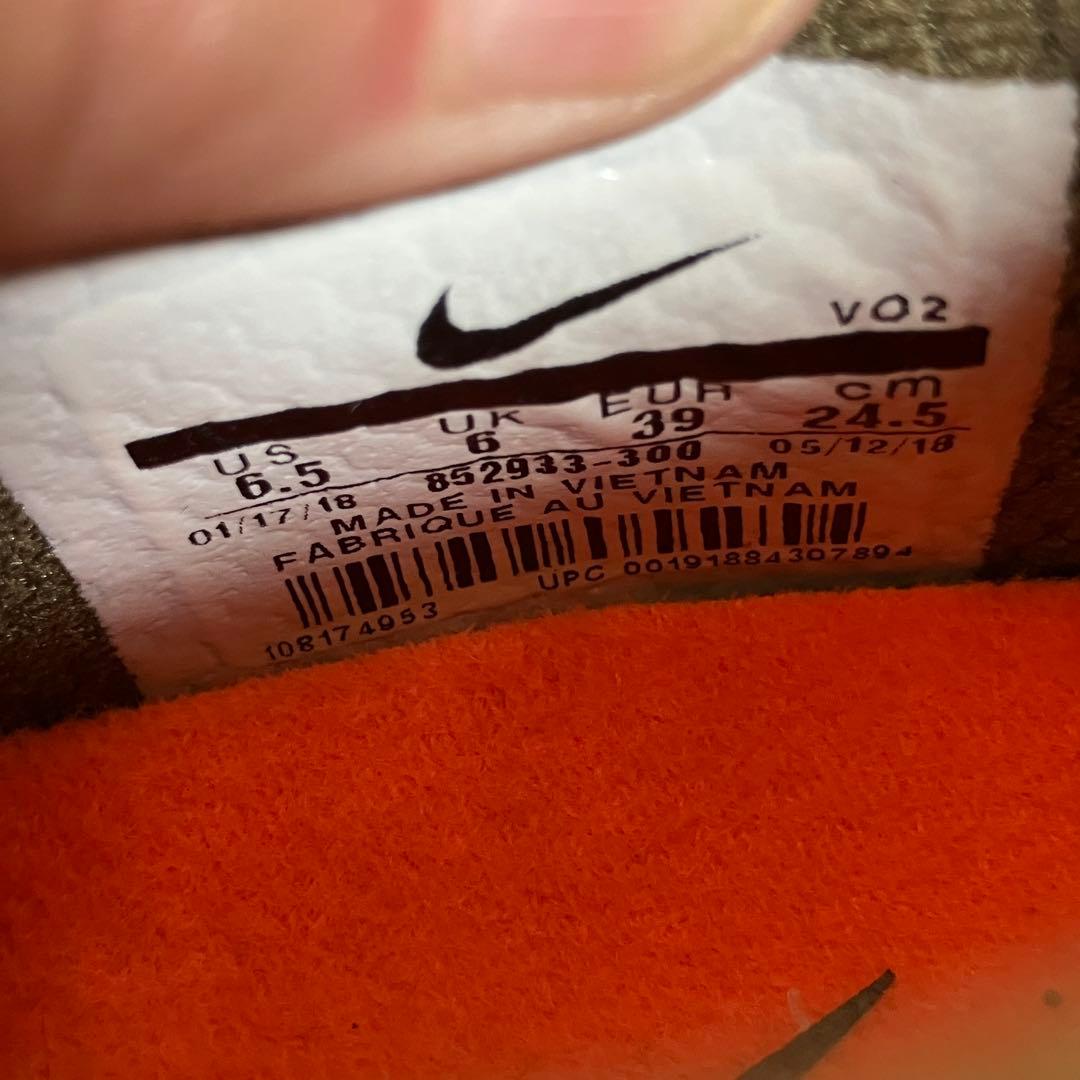 VO2
US UK EUR cm
6.5 6 39 24.5
01/17/18 852933-300 05/12/18
MADE IN VIETNAM
FABRIQUE AU VIETNAM
UPC 00191884307894
108174953